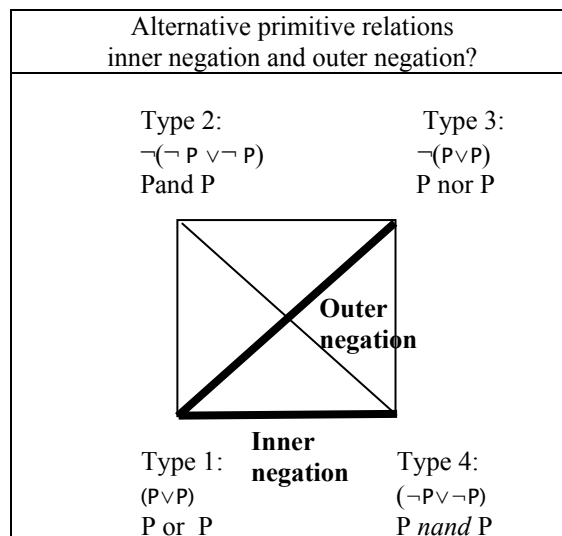 Alternative primitive relations
inner negation and outer negation?
Type 2:
¬(¬ P ∨¬ P)
Pand P
Type 3:
¬(P∨P)
P nor P
Outer
negation
Inner
negation
Type 1:
(P∨P)
P or P
Type 4:
(¬P∨¬P)
P nand P